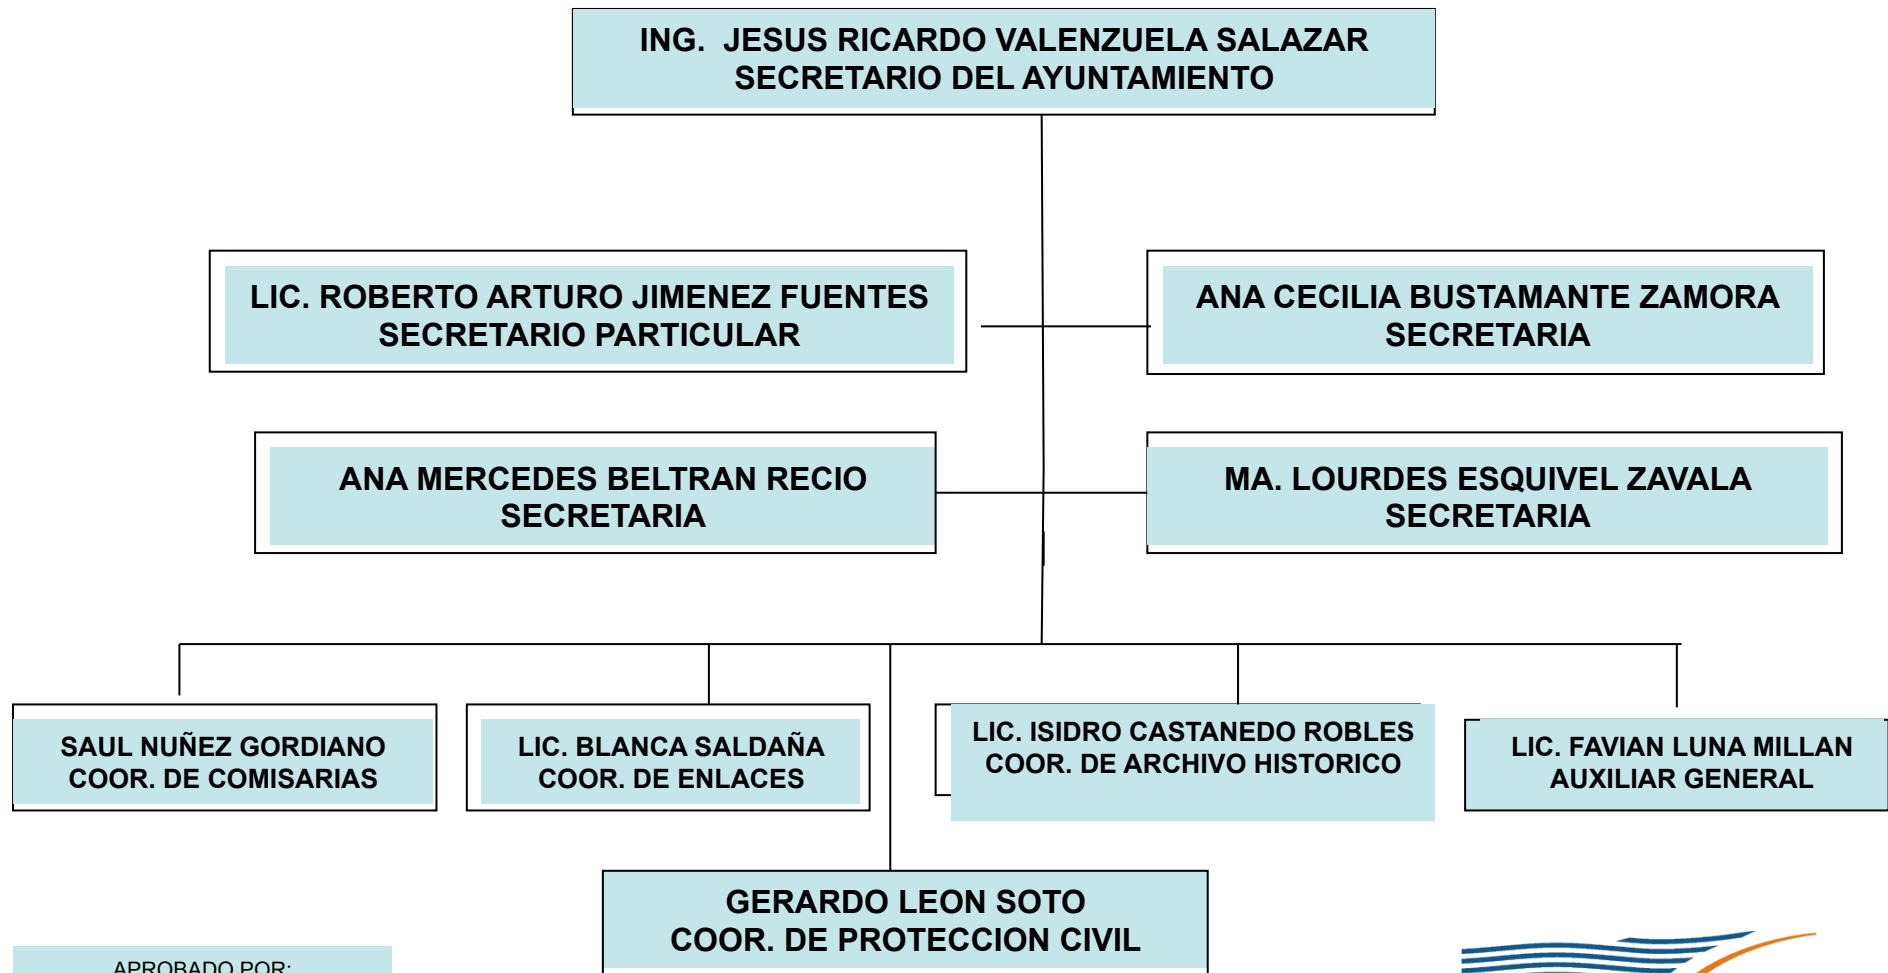 ING.  JESUS RICARDO VALENZUELA SALAZAR
SECRETARIO DEL AYUNTAMIENTO
LIC. ROBERTO ARTURO JIMENEZ FUENTES
SECRETARIO PARTICULAR
ANA CECILIA BUSTAMANTE ZAMORA
SECRETARIA
ANA MERCEDES BELTRAN RECIO
SECRETARIA
MA. LOURDES ESQUIVEL ZAVALA
SECRETARIA
SAUL NUÑEZ GORDIANO
COOR. DE COMISARIAS
LIC. BLANCA SALDAÑA
COOR. DE ENLACES
LIC. ISIDRO CASTANEDO ROBLES
COOR. DE ARCHIVO HISTORICO
LIC. FAVIAN LUNA MILLAN
AUXILIAR GENERAL
GERARDO LEON SOTO
COOR. DE PROTECCION CIVIL
APROBADO POR: